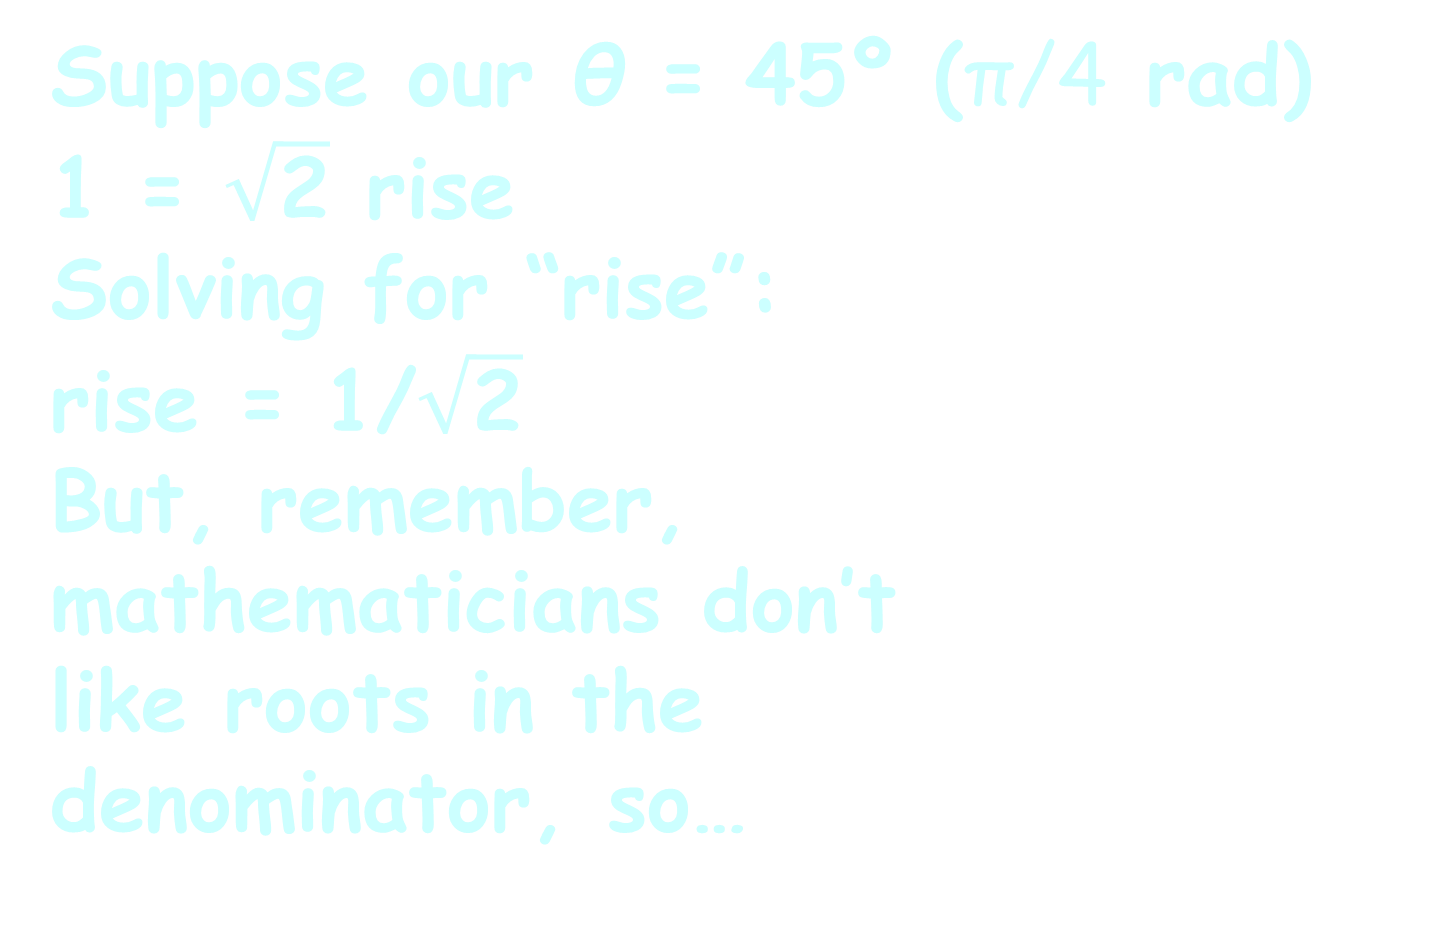 Suppose our θ = 45° (π/4 rad)
1 = √2 rise
Solving for “rise”:
rise = 1/√2
But, remember,
mathematicians don’t
like roots in the
denominator, so…